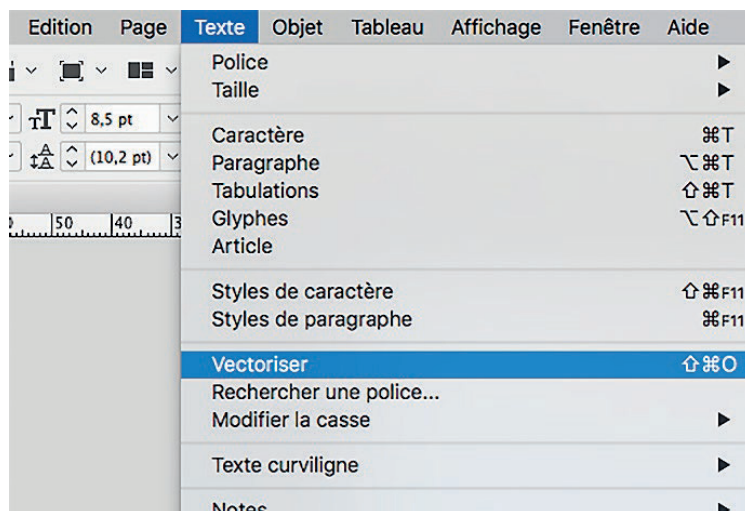 Edition Page Texte Objet Tableau Affichage Fenêtre Aide
Police
Taille
8,5 pt
(10,2 pt)
Caractère ⌘T
Paragraphe ⌥⌘T
Tabulations ⇧⌘T
Glyphes ⌥⇧F11
Article
50 40 3
Styles de caractère ⇧⌘F11
Styles de paragraphe ⌘F11
Vectoriser ⇧⌘O
Rechercher une police...
Modifier la casse
Texte curviligne
Notes